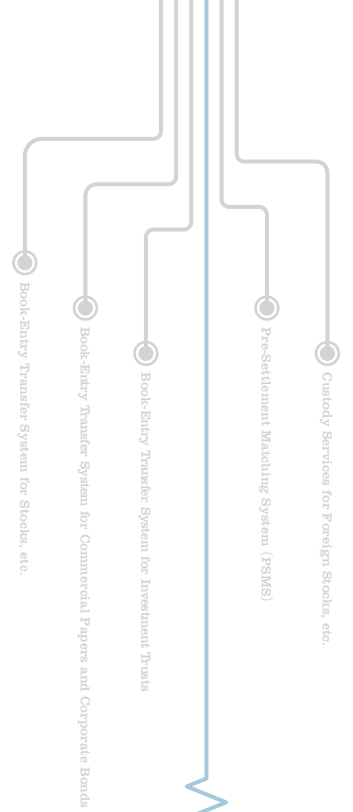 Book-Entry Transfer System for Stocks, etc.
Book-Entry Transfer System for Commercial Papers and Corporate Bonds
Book-Entry Transfer System for Investment Trusts
Pre-Settlement Matching System (PSMS)
Custody Services for Foreign Stocks, etc.